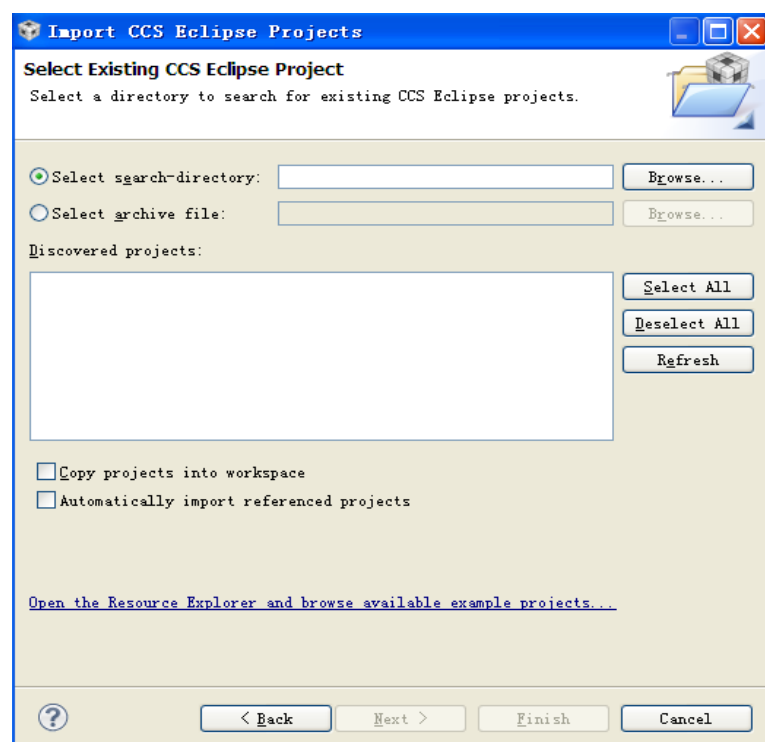 Import CCS Eclipse Projects
Select Existing CCS Eclipse Project
Select a directory to search for existing CCS Eclipse projects.
Select search-directory: Browse...
Select archive file: Browse...
Discovered projects:
Select All
Deselect All
Refresh
Copy projects into workspace
Automatically import referenced projects
Open the Resource Explorer and browse available example projects...
? < Back Next > Finish Cancel